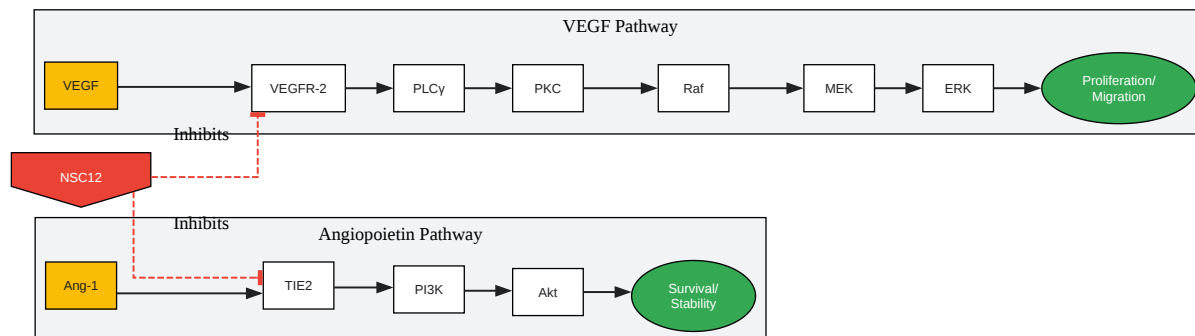 VEGF Pathway
VEGF
VEGFR-2
PLCγ
PKC
Raf
MEK
ERK
Proliferation/
Migration
Inhibits
NSC12
Inhibits
Angiopoietin Pathway
Ang-1
TIE2
PI3K
Akt
Survival/
Stability